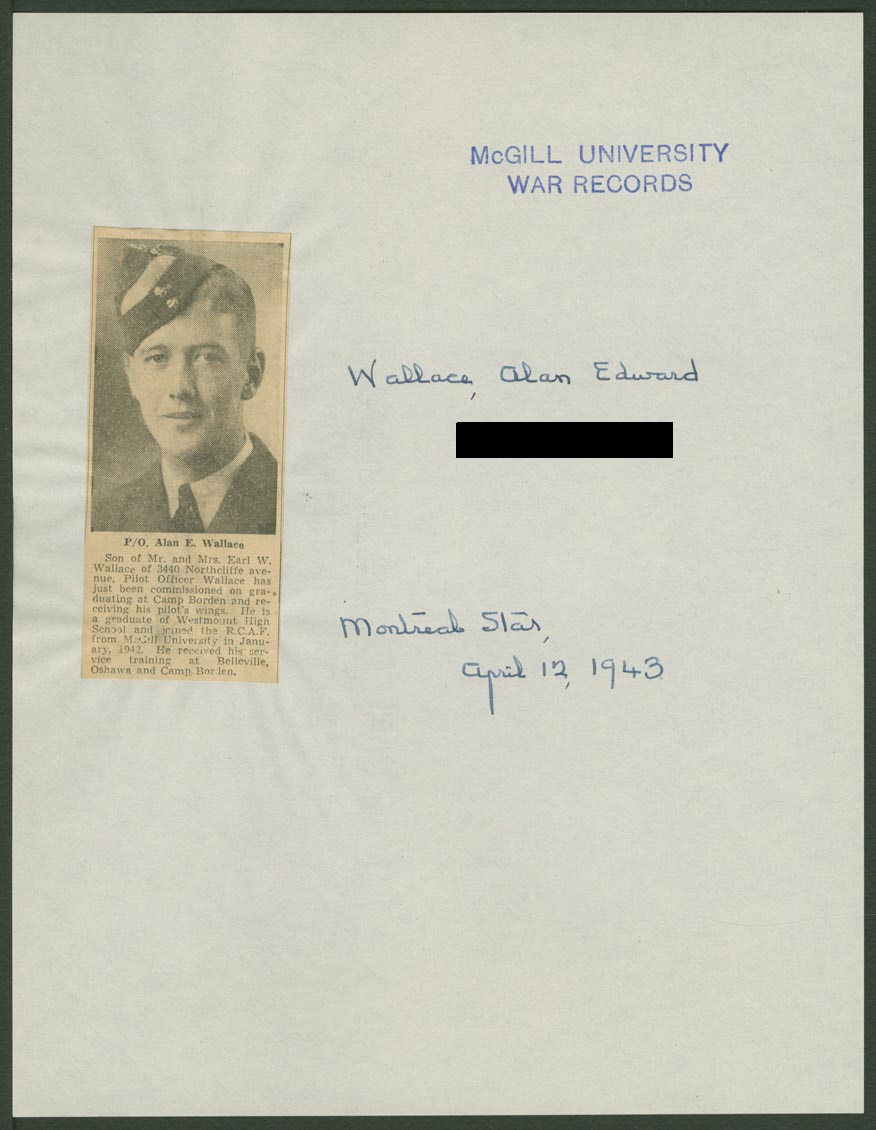 McGILL UNIVERSITY
WAR RECORDS
Wallace, Alan Edward
P/O. Alan E. Wallace
Son of Mr. and Mrs. Earl W.
Wallace of 3440 Northcliffe ave-
nue, Pilot Officer Wallace has
just been commissioned on gra-
duating at Camp Borden and re-
ceiving his pilot's wings. He is
a graduate of Westmount High
School and joined the R.C.A.F.
from McGill University in Janu-
ary, 1942. He received his ser-
vice training at Belleville,
Oshawa and Camp Borden.
Montreal Star,
April 12, 1943